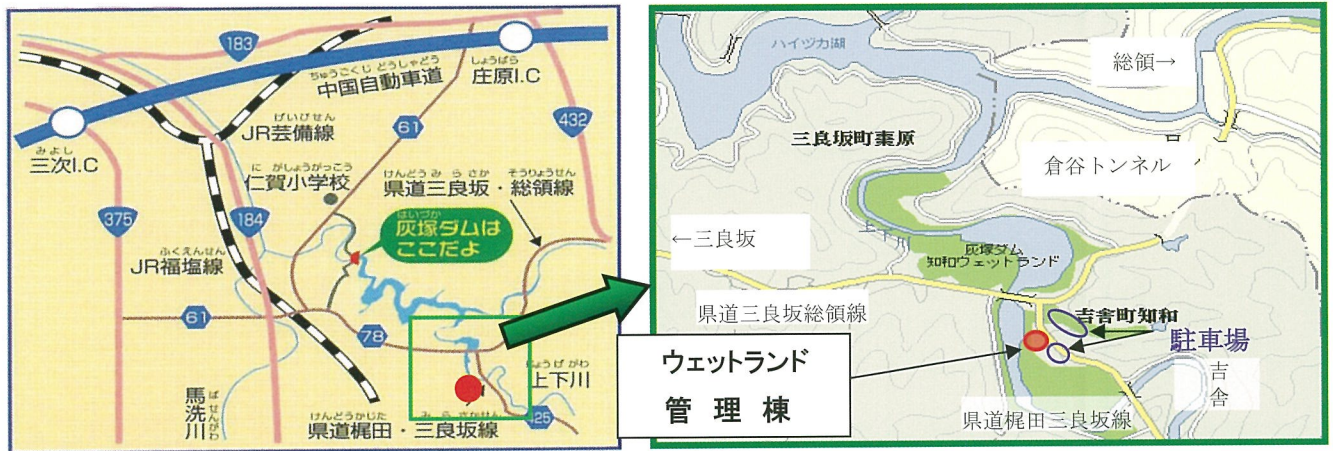 183
ちゅうごくじどうしゃどう
中国自動車道
しょうばら
庄原I.C
げいびせん
JR芸備線
61
432
みよし
三次I.C
にかしょうがっこう
仁賀小学校
けんどうみらさか そうりょうせん
県道三良坂・総領線
375
184
はいづか
灰塚ダムは
ここだよ
ふくえんせん
JR福塩線
61
78
じょうげがわ
上下川
ばせんがわ
馬洗川
けんどうかじた みらさかせん
県道梶田・三良坂線
425
ウェットランド
管理棟
ハイヅカ湖
総領→
三良坂町棗原
倉谷トンネル
←三良坂
灰塚ダム
知和ウェットランド
県道三良坂総領線
吉舎町知和
駐車場
吉舎
県道梶田三良坂線